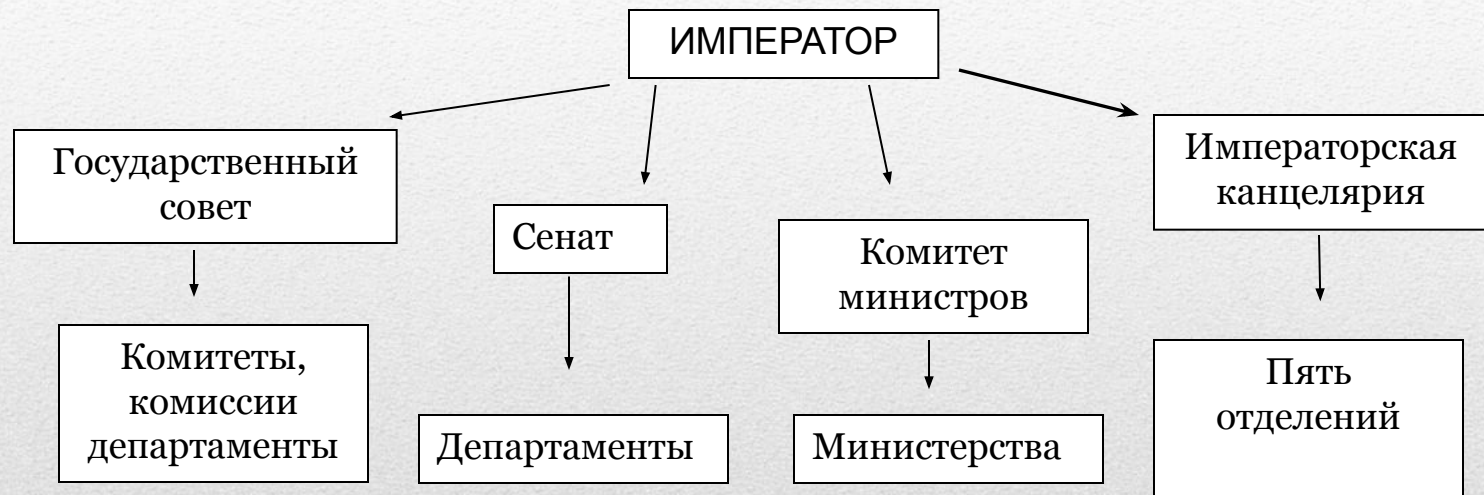 ИМПЕРАТОР
Государственный
совет
Сенат
Комитет
министров
Императорская
канцелярия
Комитеты,
комиссии
департаменты
Департаменты
Министерства
Пять
отделений